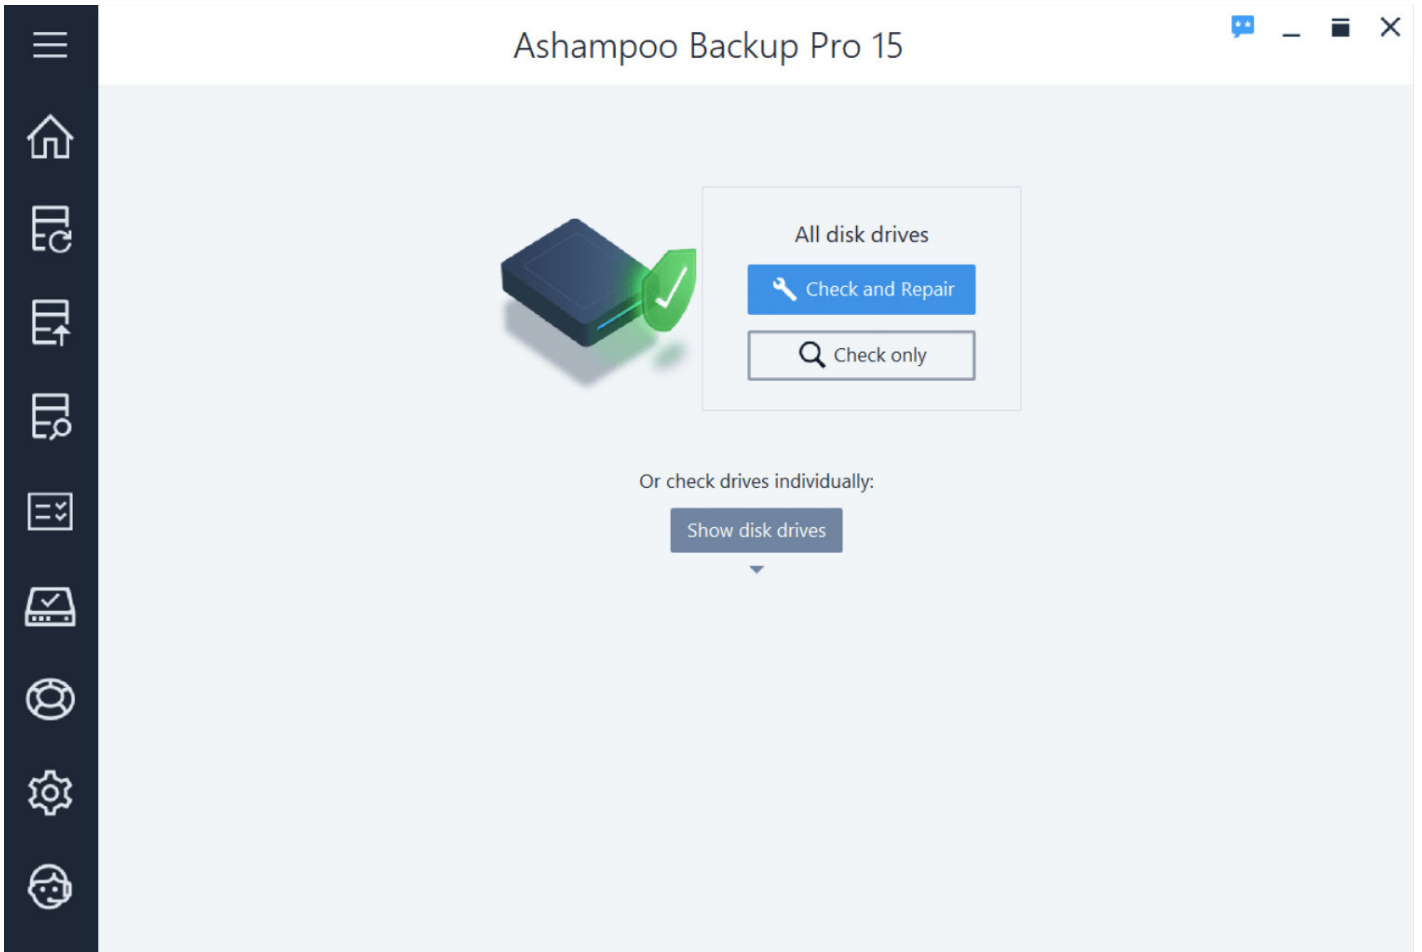 Ashampoo Backup Pro 15
All disk drives
Check and Repair
Check only
Or check drives individually:
Show disk drives